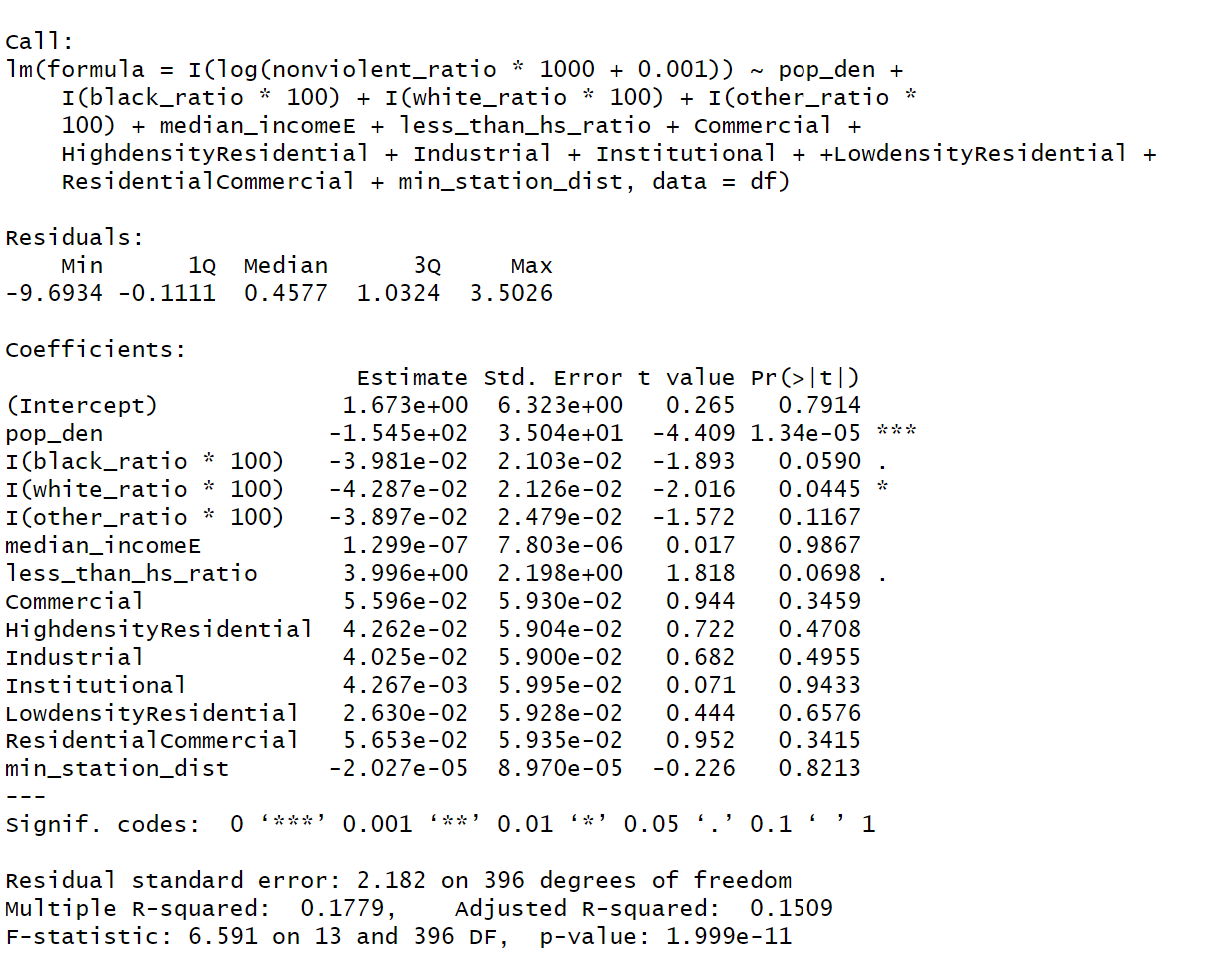 Call:
lm(formula = I(log(nonviolent_ratio * 1000 + 0.001)) ~ pop_den +
    I(black_ratio * 100) + I(white_ratio * 100) + I(other_ratio *
    100) + median_incomeE + less_than_hs_ratio + Commercial +
    HighdensityResidential + Industrial + Institutional + +LowdensityResidential +
    ResidentialCommercial + min_station_dist, data = df)

Residuals:
    Min      1Q  Median      3Q     Max
-9.6934 -0.1111  0.4577  1.0324  3.5026

Coefficients:
                         Estimate Std. Error t value Pr(>|t|)
(Intercept)             1.673e+00  6.323e+00   0.265   0.7914
pop_den                -1.545e+02  3.504e+01  -4.409 1.34e-05 ***
I(black_ratio * 100)   -3.981e-02  2.103e-02  -1.893   0.0590 .
I(white_ratio * 100)   -4.287e-02  2.126e-02  -2.016   0.0445 *
I(other_ratio * 100)   -3.897e-02  2.479e-02  -1.572   0.1167
median_incomeE          1.299e-07  7.803e-06   0.017   0.9867
less_than_hs_ratio      3.996e+00  2.198e+00   1.818   0.0698 .
Commercial              5.596e-02  5.930e-02   0.944   0.3459
HighdensityResidential  4.262e-02  5.904e-02   0.722   0.4708
Industrial              4.025e-02  5.900e-02   0.682   0.4955
Institutional           4.267e-03  5.995e-02   0.071   0.9433
LowdensityResidential   2.630e-02  5.928e-02   0.444   0.6576
ResidentialCommercial   5.653e-02  5.935e-02   0.952   0.3415
min_station_dist       -2.027e-05  8.970e-05  -0.226   0.8213
---
Signif. codes:  0 ‘***’ 0.001 ‘**’ 0.01 ‘*’ 0.05 ‘.’ 0.1 ‘ ’ 1

Residual standard error: 2.182 on 396 degrees of freedom
Multiple R-squared:  0.1779,    Adjusted R-squared:  0.1509
F-statistic: 6.591 on 13 and 396 DF,  p-value: 1.999e-11